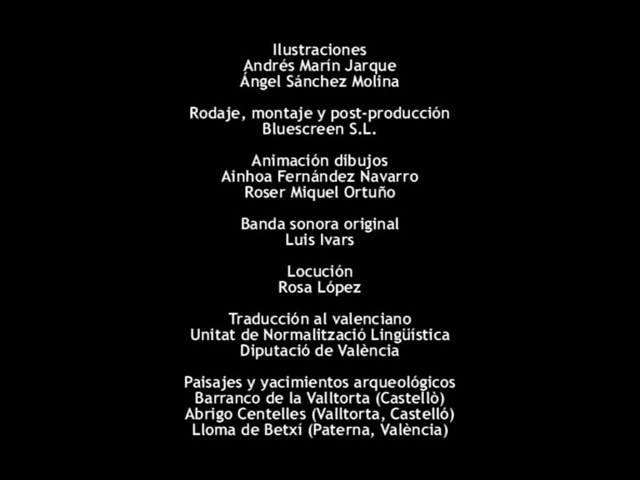 Ilustraciones
Andrés Marín Jarque
Ángel Sánchez Molina
Rodaje, montaje y post-producción
Bluescreen S.L.
Animación dibujos
Ainhoa Fernández Navarro
Roser Miquel Ortuño
Banda sonora original
Luis Ivars
Locución
Rosa López
Traducción al valenciano
Unitat de Normalització Lingüística
Diputació de València
Paisajes y yacimientos arqueológicos
Barranco de la Valltorta (Castellò)
Abrigo Centelles (Valltorta, Castelló)
Lloma de Betxí (Paterna, València)